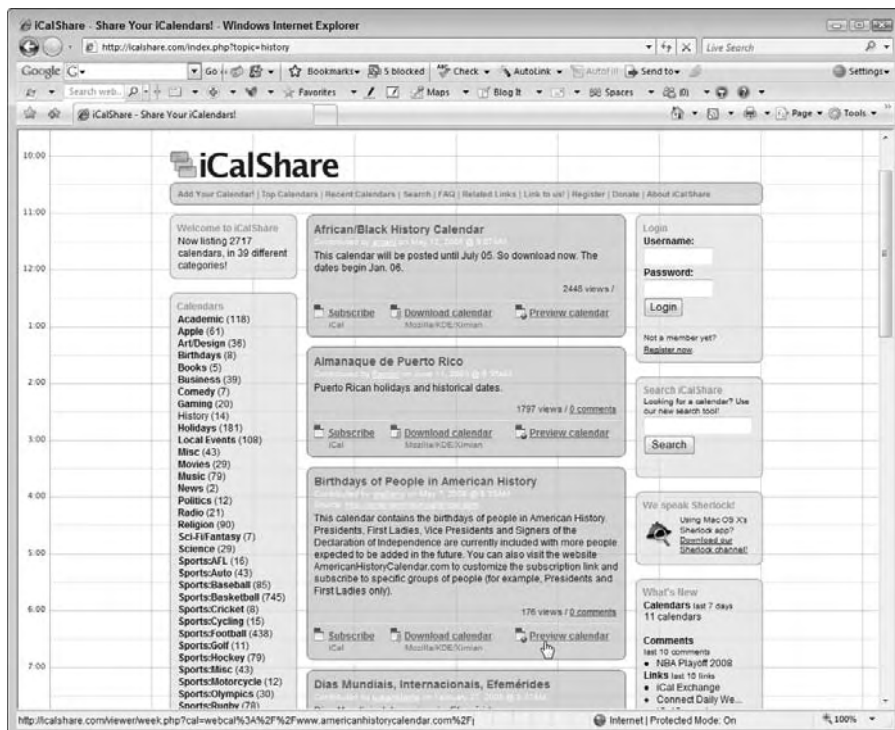 iCalShare - Share Your iCalendars! - Windows Internet Explorer
http://icalshare.com/index.php?topic=history
Live Search
Google
Go
Bookmarks
5 blocked
Check
AutoLink
AutoFill
Send to
Settings
Search web...
Favorites
Maps
Blog It
Spaces
(0)
iCalShare - Share Your iCalendars!
Page
Tools
10:00
11:00
12:00
1:00
2:00
3:00
4:00
5:00
6:00
7:00
iCalShare
Add Your Calendar! | Top Calendars | Recent Calendars | Search | FAQ | Related Links | Link to us! | Register | Donate | About iCalShare
Welcome to iCalShare
Now listing 2717
calendars, in 39 different
categories!
Calendars
Academic (118)
Apple (61)
Art/Design (36)
Birthdays (8)
Books (5)
Business (39)
Comedy (7)
Gaming (20)
History (14)
Holidays (181)
Local Events (108)
Misc (43)
Movies (29)
Music (79)
News (2)
Politics (12)
Radio (21)
Religion (90)
Sci-Fi/Fantasy (7)
Science (29)
Sports:AFL (16)
Sports:Auto (43)
Sports:Baseball (85)
Sports:Basketball (745)
Sports:Cricket (8)
Sports:Cycling (15)
Sports:Football (438)
Sports:Golf (11)
Sports:Hockey (79)
Sports:Misc (43)
Sports:Motorcycle (12)
Sports:Olympics (30)
Sports:Rugby (78)
African/Black History Calendar
This calendar will be posted until July 05. So download now. The
dates begin Jan. 06.
2448 views /
Subscribe Download calendar Preview calendar
iCal Mozilla/KDE/Ximian
Almanaque de Puerto Rico
Puerto Rican holidays and historical dates.
1797 views / 0 comments
Subscribe Download calendar Preview calendar
iCal Mozilla/KDE/Ximian
Birthdays of People in American History
This calendar contains the birthdays of people in American History.
Presidents, First Ladies, Vice Presidents and Signers of the
Declaration of Independence are currently included with more people
expected to be added in the future. You can also visit the website
AmericanHistoryCalendar.com to customize the subscription link and
subscribe to specific groups of people (for example, Presidents and
First Ladies only).
176 views / 0 comments
Subscribe Download calendar Preview calendar
iCal Mozilla/KDE/Ximian
Dias Mundiais, Internacionais, Efemérides
Login
Username:
Password:
Login
Not a member yet?
Register now.
Search iCalShare
Looking for a calendar? Use
our new search tool!
Search
We speak Sherlock!
Using Mac OS X's
Sherlock app?
Download our
Sherlock channel!
What's New
Calendars last 7 days
11 calendars
Comments
last 10 comments
NBA Playoff 2008
Links last 10 links
iCal Exchange
Connect Daily We...
http://icalshare.com/viewer/week.php?cal=webcal%3A%2F%2Fwww.americanhistorycalendar.com%2F
Internet | Protected Mode: On
100%